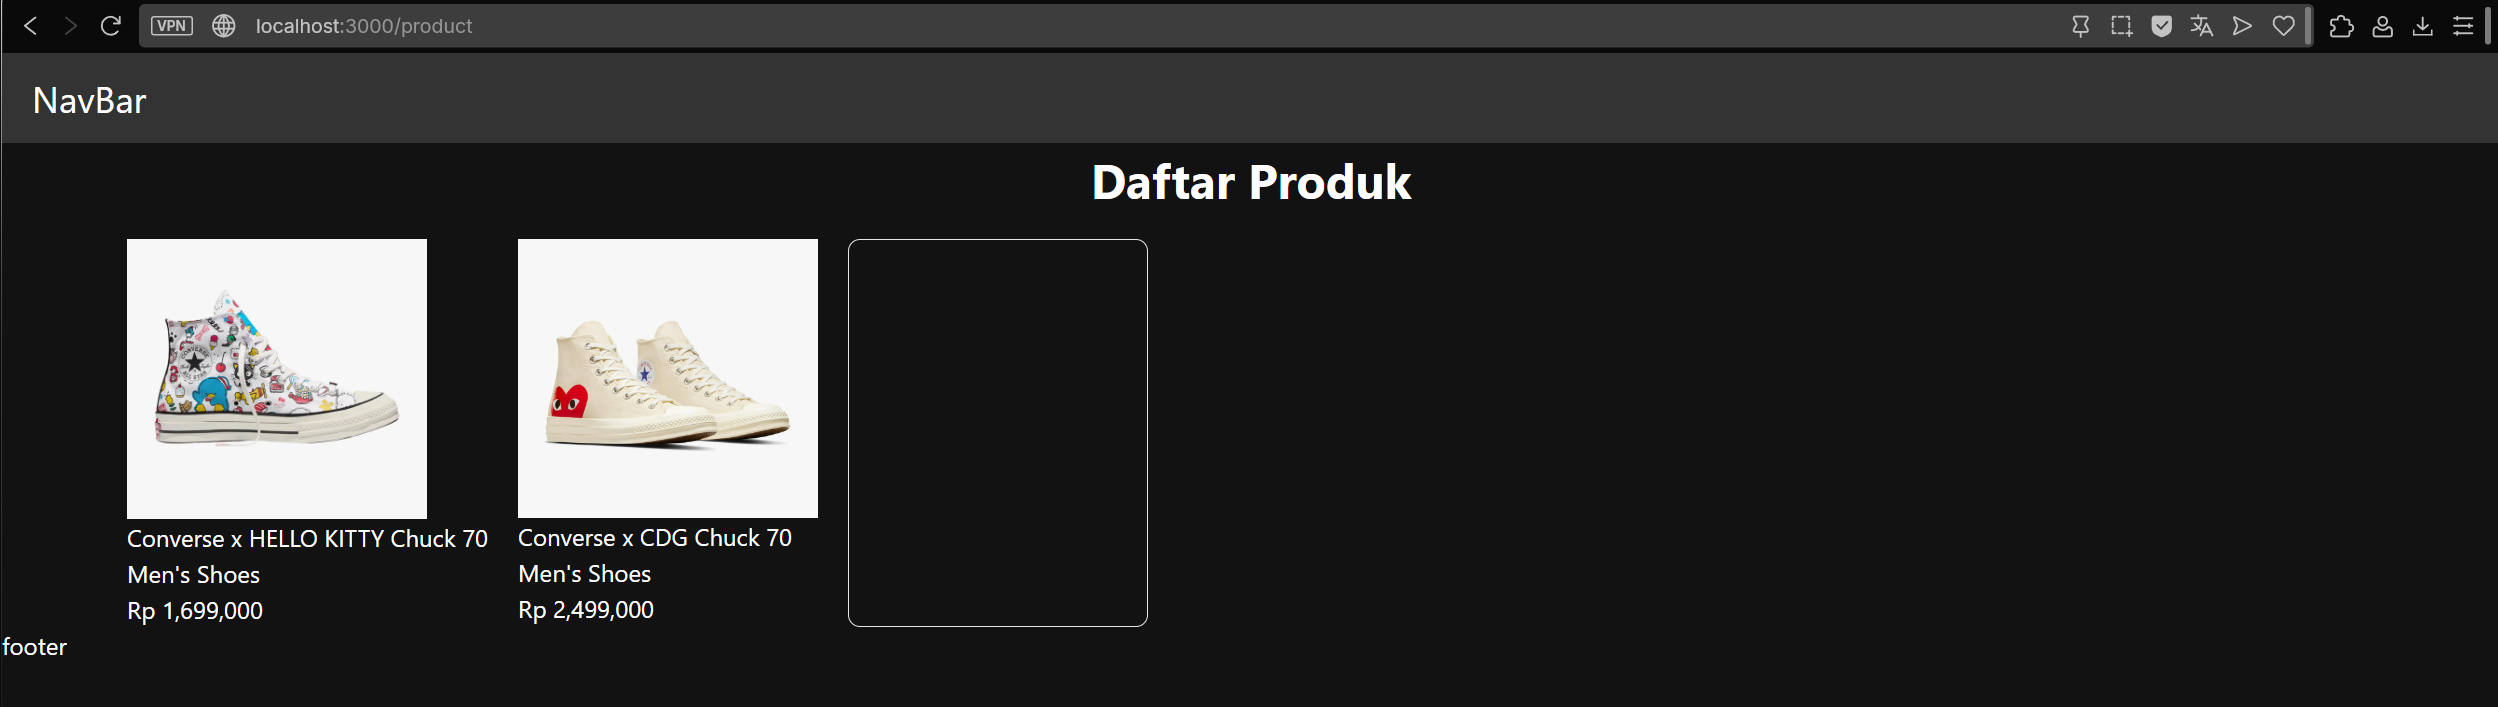 VPN localhost:3000/product
NavBar
Daftar Produk
Converse x HELLO KITTY Chuck 70
Men's Shoes
Rp 1,699,000
Converse x CDG Chuck 70
Men's Shoes
Rp 2,499,000
footer